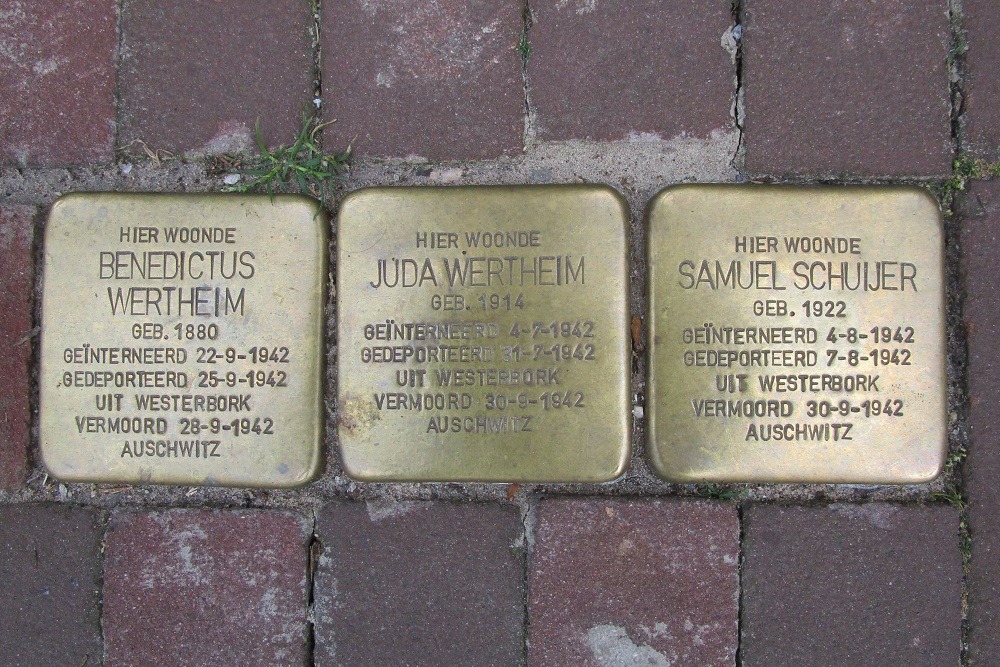 HIER WOONDE
BENEDICTUS
WERTHEIM
GEB. 1880
GEÏNTERNEERD 22-9-1942
GEDEPORTEERD 25-9-1942
UIT WESTERBORK
VERMOORD 28-9-1942
AUSCHWITZ
HIER WOONDE
JUDA WERTHEIM
GEB. 1914
GEÏNTERNEERD 4-7-1942
GEDEPORTEERD 31-7-1942
UIT WESTERBORK
VERMOORD 30-9-1942
AUSCHWITZ
HIER WOONDE
SAMUEL SCHUIJER
GEB. 1922
GEÏNTERNEERD 4-8-1942
GEDEPORTEERD 7-8-1942
UIT WESTERBORK
VERMOORD 30-9-1942
AUSCHWITZ